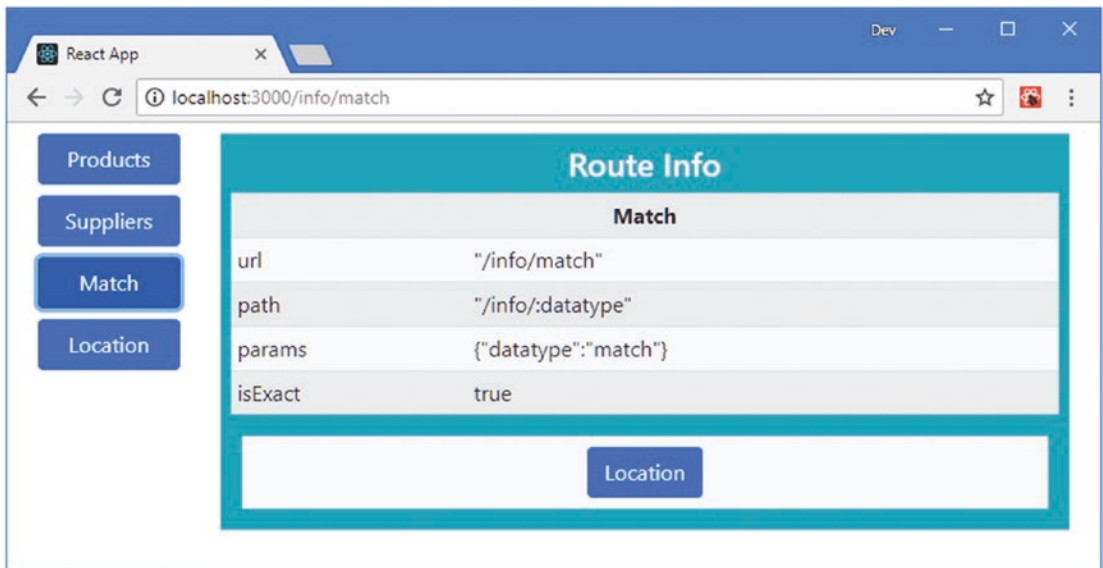 Dev
React App
localhost:3000/info/match
Products
Suppliers
Match
Location
Route Info
Match
url "/info/match"
path "/info/:datatype"
params {"datatype":"match"}
isExact true
Location